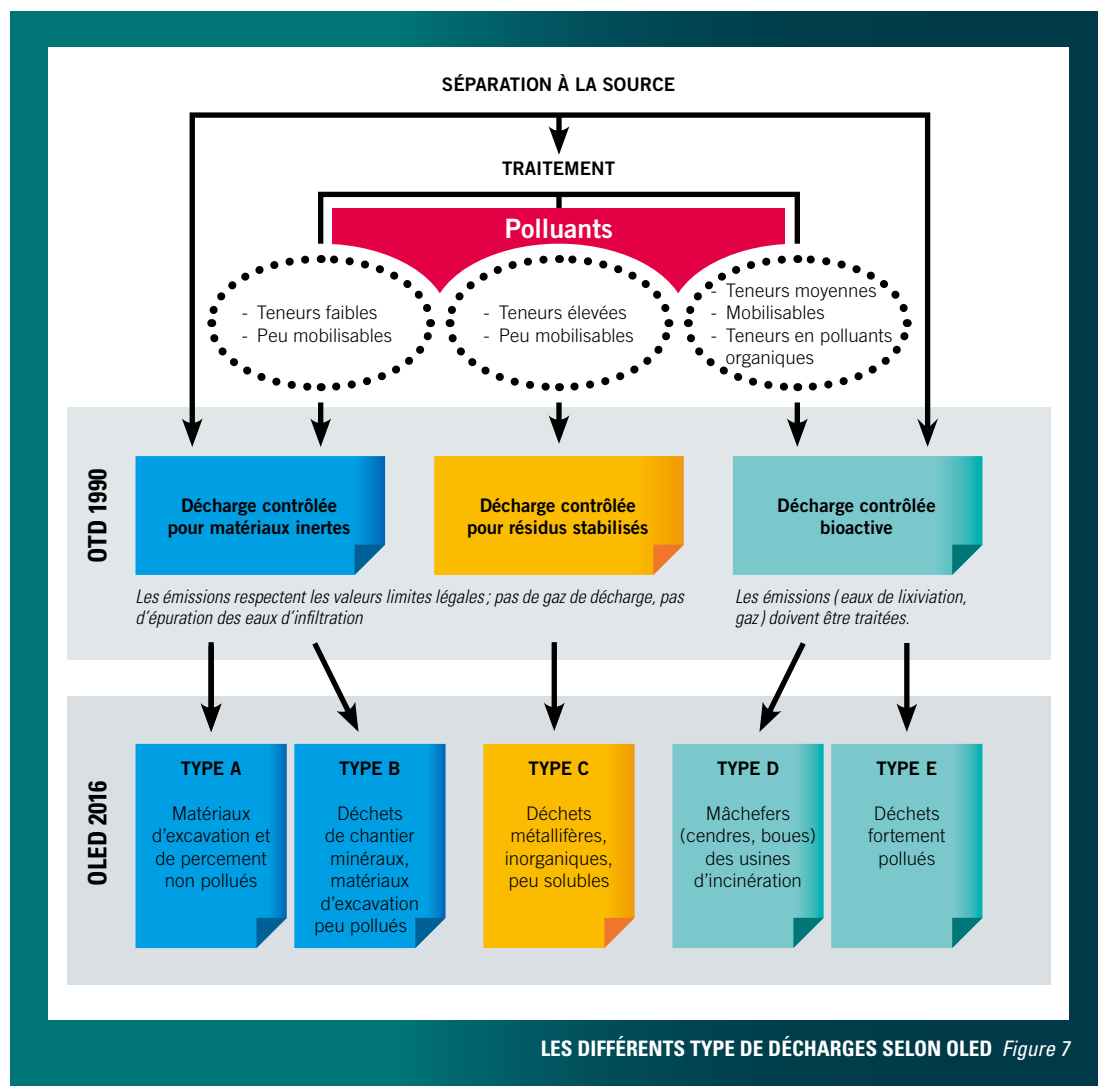 SÉPARATION À LA SOURCE
TRAITEMENT
Polluants
- Teneurs faibles
- Peu mobilisables
- Teneurs élevées
- Peu mobilisables
- Teneurs moyennes
- Mobilisables
- Teneurs en polluants
organiques
OTD 1990
Décharge contrôlée
pour matériaux inertes
Décharge contrôlée
pour résidus stabilisés
Décharge contrôlée
bioactive
Les émissions respectent les valeurs limites légales ; pas de gaz de décharge, pas
d'épuration des eaux d'infiltration
Les émissions ( eaux de lixiviation,
gaz ) doivent être traitées.
OLED 2016
TYPE A
Matériaux
d'excavation et
de percement
non pollués
TYPE B
Déchets
de chantier
minéraux,
matériaux
d'excavation
peu pollués
TYPE C
Déchets
métallifères,
inorganiques,
peu solubles
TYPE D
Mâchefers
(cendres, boues)
des usines
d'incinération
TYPE E
Déchets
fortement
pollués
LES DIFFÉRENTS TYPE DE DÉCHARGES SELON OLED Figure 7